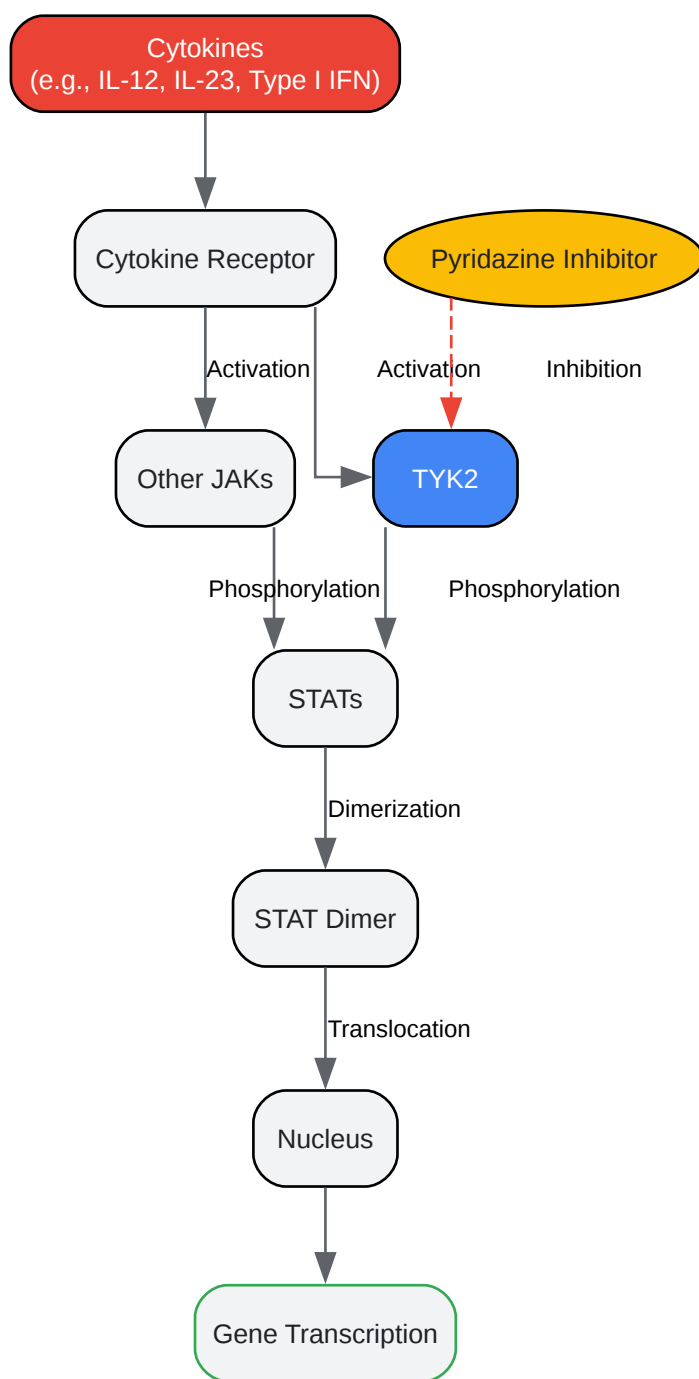 Cytokines
(e.g., IL-12, IL-23, Type I IFN)
Cytokine Receptor
Pyridazine Inhibitor
Activation
Activation
Inhibition
Other JAKs
TYK2
Phosphorylation
Phosphorylation
STATs
Dimerization
STAT Dimer
Translocation
Nucleus
Gene Transcription